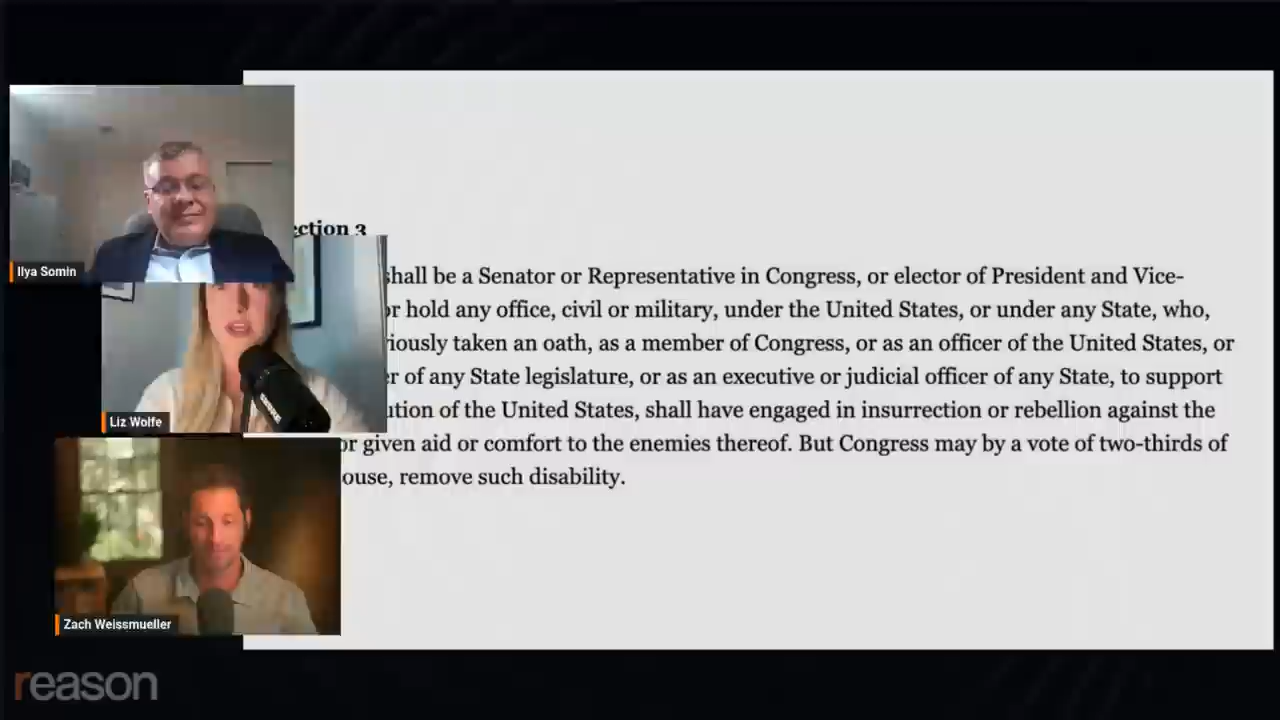 Ilya Somin
Liz Wolfe
SHURE
Zach Weissmueller
ction 3
shall be a Senator or Representative in Congress, or elector of President and Vice-
or hold any office, civil or military, under the United States, or under any State, who,
viously taken an oath, as a member of Congress, or as an officer of the United States, or
er of any State legislature, or as an executive or judicial officer of any State, to support
ution of the United States, shall have engaged in insurrection or rebellion against the
or given aid or comfort to the enemies thereof. But Congress may by a vote of two-thirds of
ouse, remove such disability.
reason